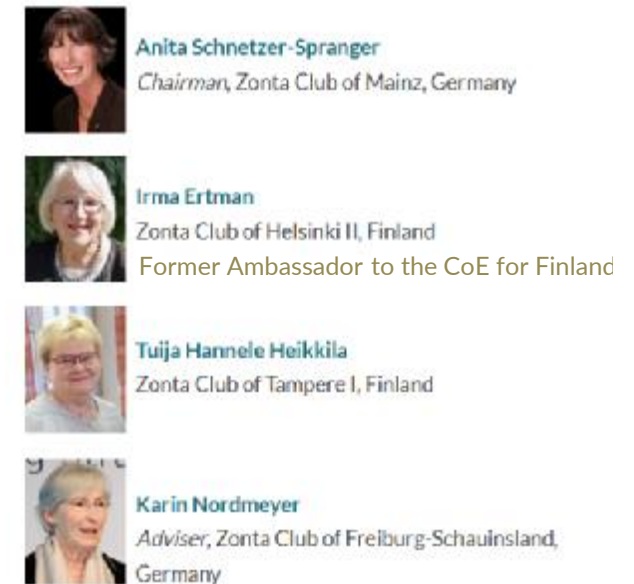 Anita Schnetzer-Spranger
Chairman, Zonta Club of Mainz, Germany
Irma Ertman
Zonta Club of Helsinki II, Finland
Former Ambassador to the CoE for Finland
Tuija Hannele Heikkila
Zonta Club of Tampere I, Finland
Karin Nordmeyer
Adviser, Zonta Club of Freiburg-Schauinsland,
Germany